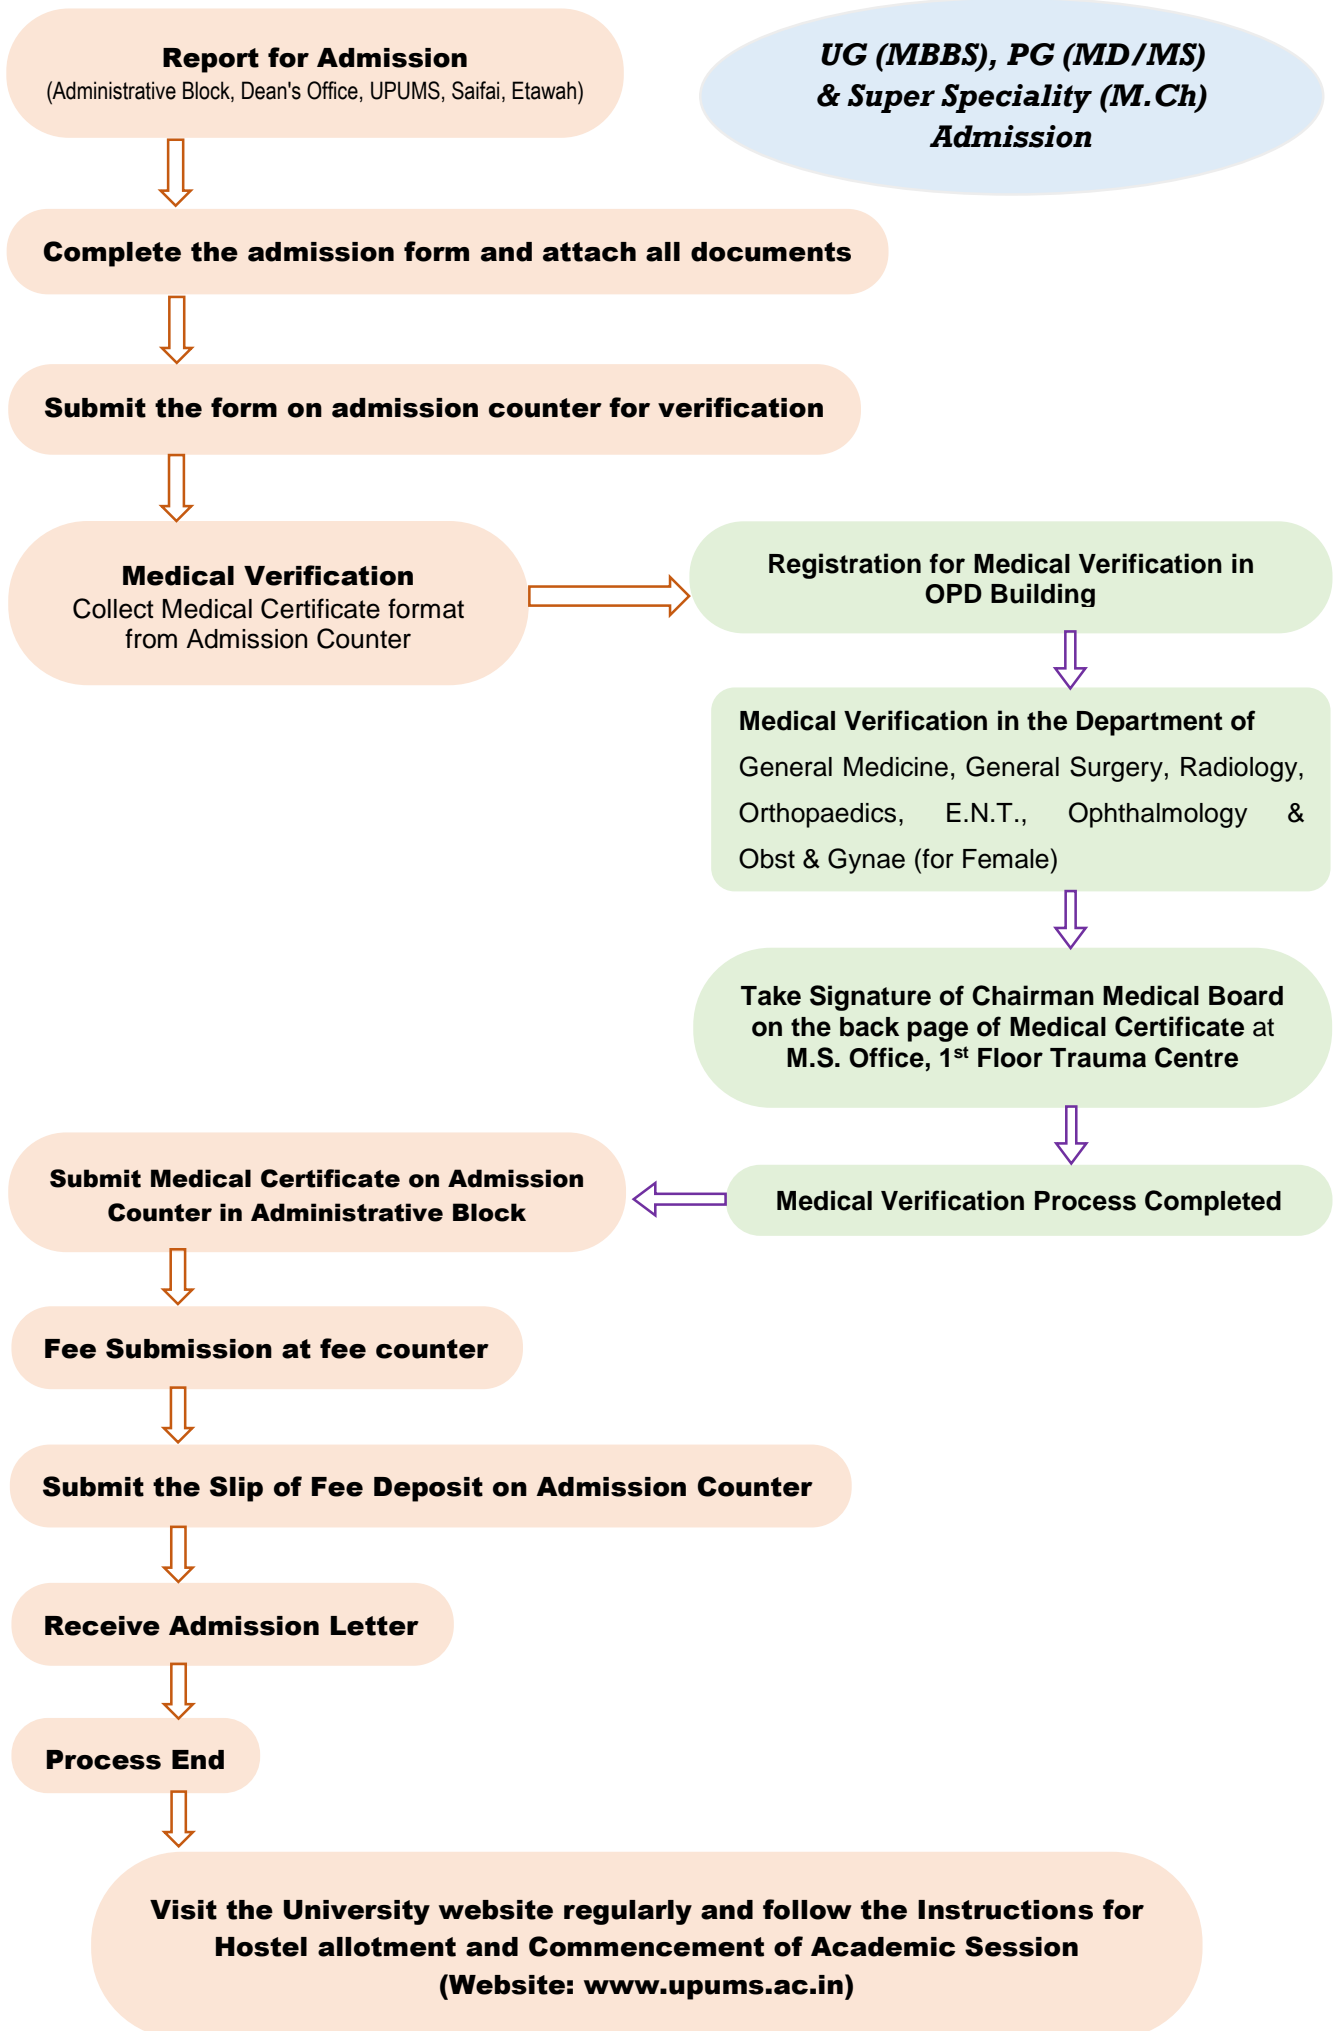 Report for Admission
(Administrative Block, Dean's Office, UPUMS, Saifai, Etawah)
UG (MBBS), PG (MD/MS)
& Super Speciality (M.Ch)
Admission
Complete the admission form and attach all documents
Submit the form on admission counter for verification
Medical Verification
Collect Medical Certificate format
from Admission Counter
Registration for Medical Verification in
OPD Building
Medical Verification in the Department of
General Medicine, General Surgery, Radiology,
Orthopaedics, E.N.T., Ophthalmology &
Obst & Gynae (for Female)
Take Signature of Chairman Medical Board
on the back page of Medical Certificate at
M.S. Office, 1st Floor Trauma Centre
Medical Verification Process Completed
Submit Medical Certificate on Admission
Counter in Administrative Block
Fee Submission at fee counter
Submit the Slip of Fee Deposit on Admission Counter
Receive Admission Letter
Process End
Visit the University website regularly and follow the Instructions for
Hostel allotment and Commencement of Academic Session
(Website: www.upums.ac.in)